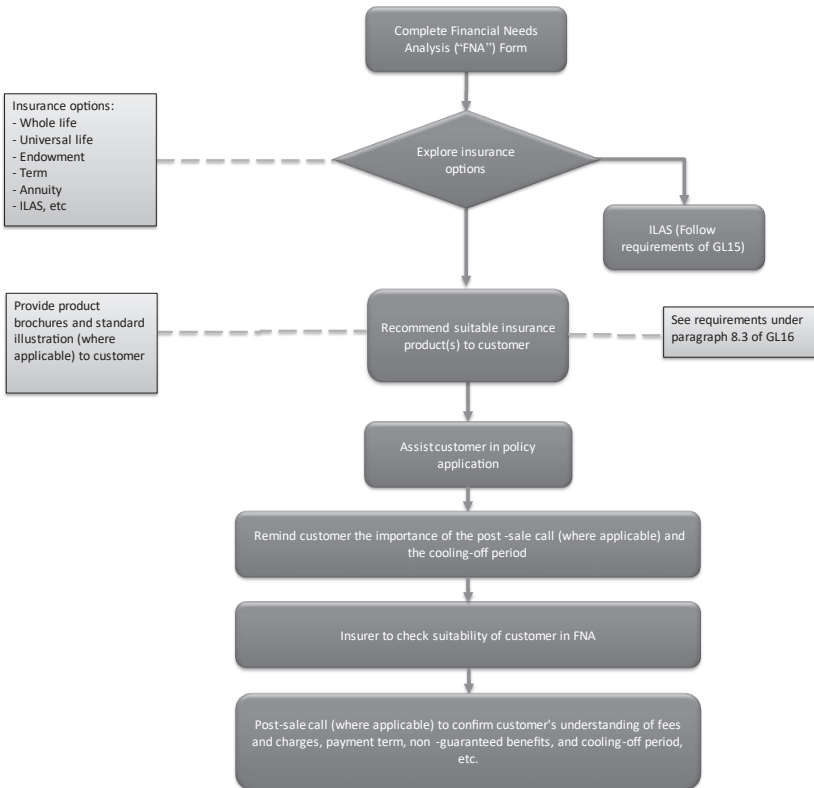 Complete Financial Needs
Analysis (“FNA”) Form
Insurance options:
- Whole life
- Universal life
- Endowment
- Term
- Annuity
- ILAS, etc
Explore insurance
options
ILAS (Follow
requirements of GL15)
Provide product
brochures and standard
illustration (where
applicable) to customer
Recommend suitable insurance
product(s) to customer
See requirements under
paragraph 8.3 of GL16
Assist customer in policy
application
Remind customer the importance of the post -sale call (where applicable) and
the cooling-off period
Insurer to check suitability of customer in FNA
Post-sale call (where applicable) to confirm customer's understanding of fees
and charges, payment term, non -guaranteed benefits, and cooling-off period,
etc.